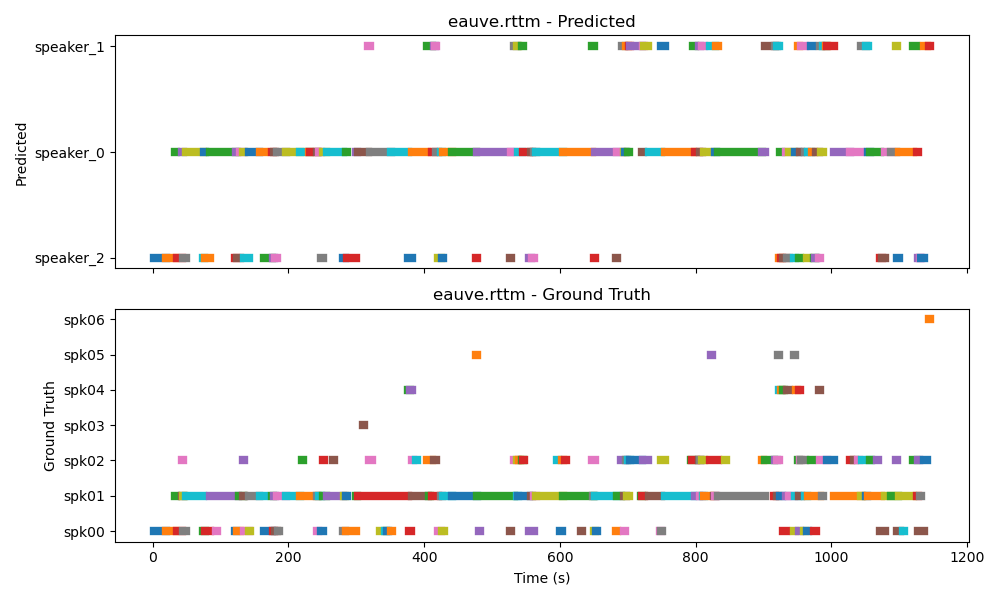 eauve.rttm - Predicted
speaker_1
speaker_0
speaker_2
Predicted
eauve.rttm - Ground Truth
spk06
spk05
spk04
spk03
spk02
spk01
spk00
Ground Truth
0 200 400 600 800 1000 1200
Time (s)